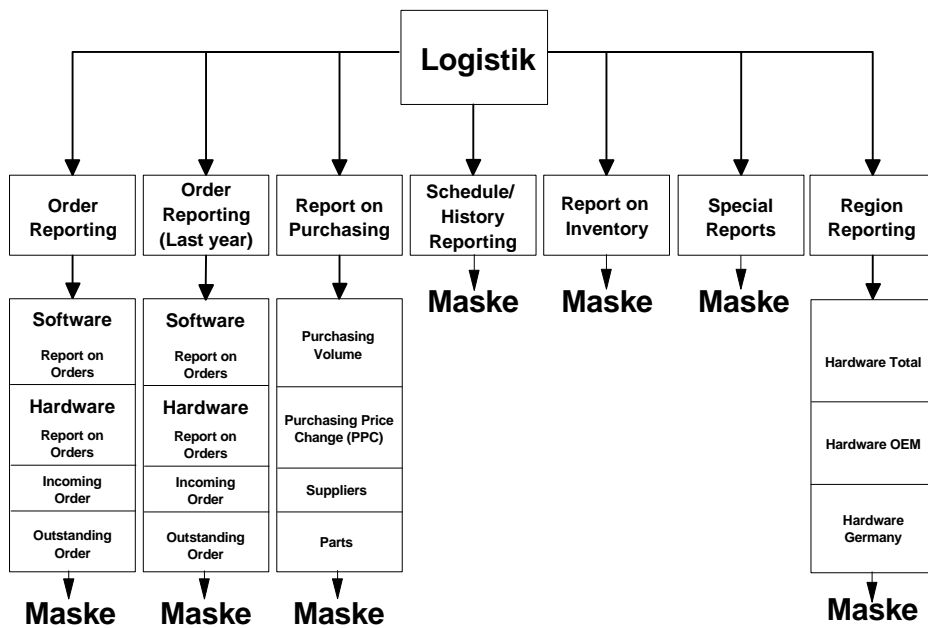 Logistik
Order
Reporting
Order
Reporting
(Last year)
Report on
Purchasing
Schedule/
History
Reporting
Report on
Inventory
Special
Reports
Region
Reporting
Maske
Maske
Maske
Software
Report on
Orders
Hardware
Report on
Orders
Incoming
Order
Outstanding
Order
Software
Report on
Orders
Hardware
Report on
Orders
Incoming
Order
Outstanding
Order
Purchasing
Volume
Purchasing Price
Change (PPC)
Suppliers
Parts
Hardware Total
Hardware OEM
Hardware
Germany
Maske
Maske
Maske
Maske